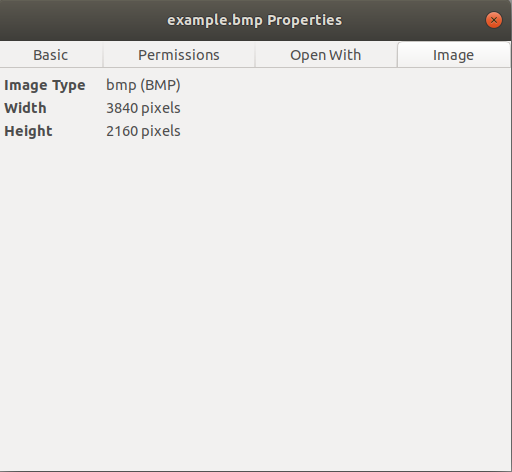 example.bmp Properties
Basic Permissions Open With Image
Image Type bmp (BMP)
Width 3840 pixels
Height 2160 pixels